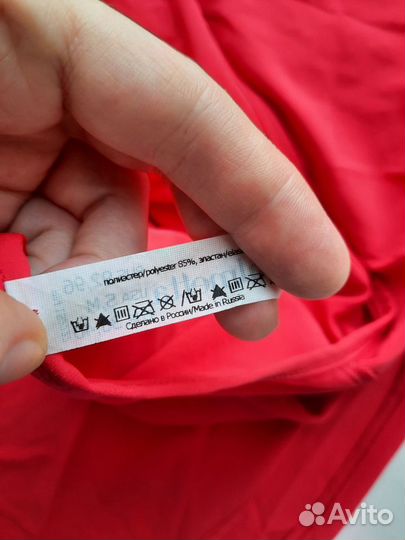 полиэстер/polyester 85%, эластан/elas
Сделано в России/Made in Russia
Avito